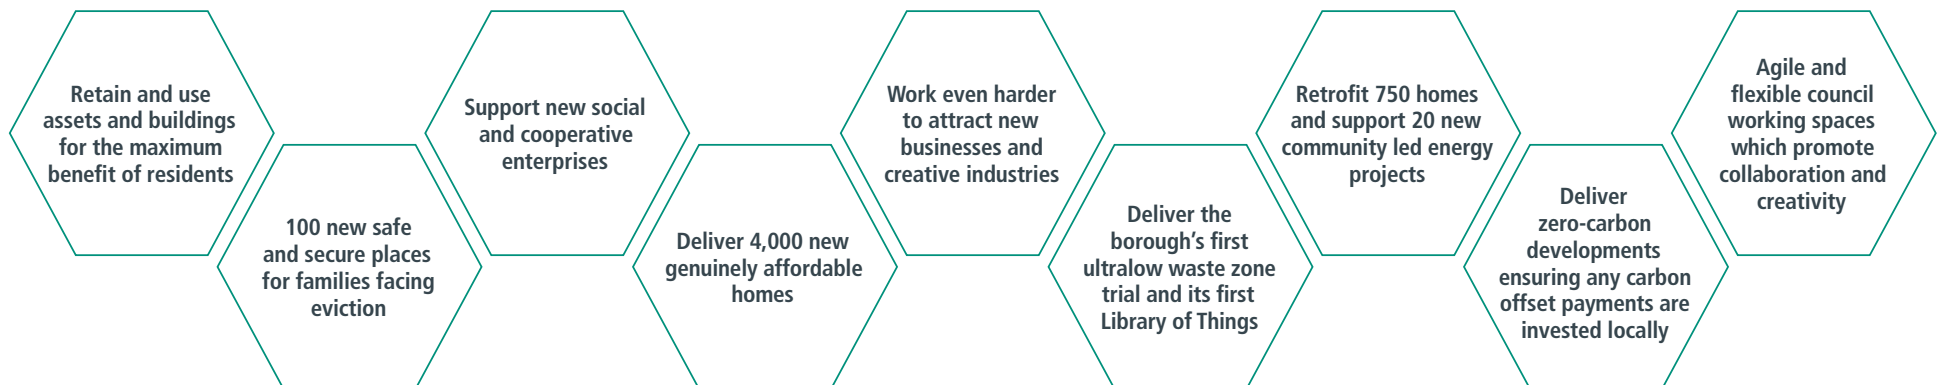 Retain and use
assets and buildings
for the maximum
benefit of residents
100 new safe
and secure places
for families facing
eviction
Support new social
and cooperative
enterprises
Deliver 4,000 new
genuinely affordable
homes
Work even harder
to attract new
businesses and
creative industries
Deliver the
borough’s first
ultralow waste zone
trial and its first
Library of Things
Retrofit 750 homes
and support 20 new
community led energy
projects
Deliver
zero-carbon
developments
ensuring any carbon
offset payments are
invested locally
Agile and
flexible council
working spaces
which promote
collaboration and
creativity